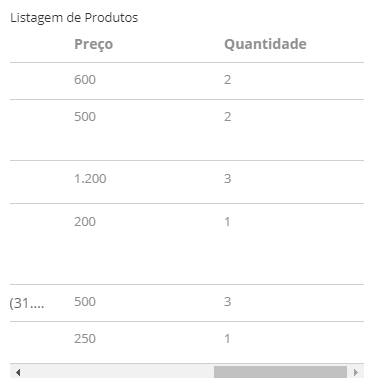 Listagem de Produtos
Preço Quantidade
600 2
500 2
1.200 3
200 1
(31.... 500 3
250 1